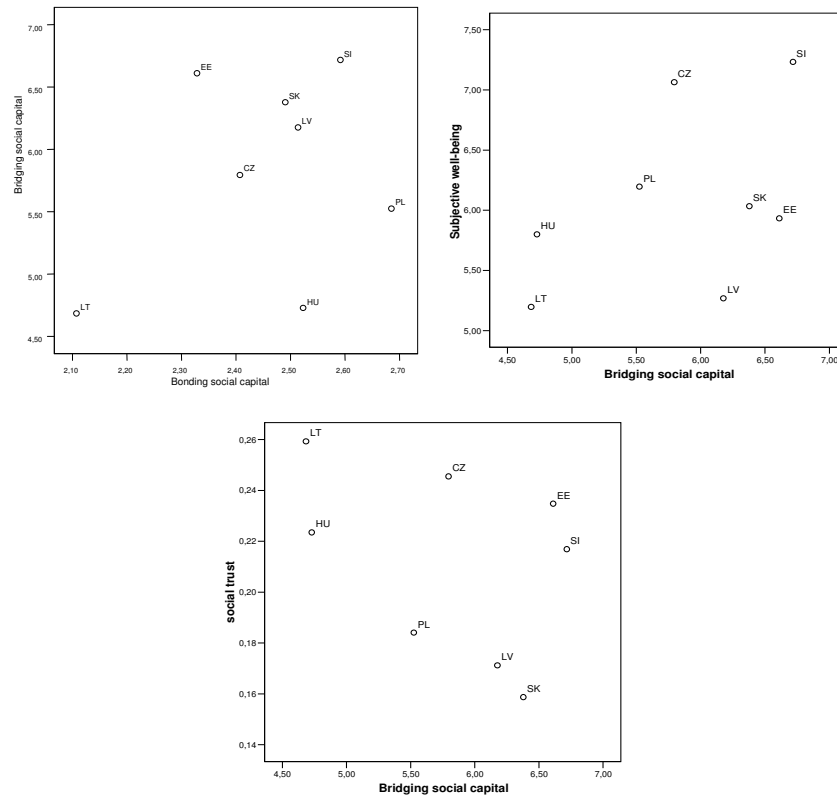 7,00
6,50
6,00
5,50
5,00
4,50
Bridging social capital
EE
SI
SK
LV
CZ
PL
LT
HU
2,10 2,20 2,30 2,40 2,50 2,60 2,70
Bonding social capital
7,50
7,00
6,50
6,00
5,50
5,00
Subjective well-being
SI
CZ
PL
SK
EE
HU
LV
LT
4,50 5,00 5,50 6,00 6,50 7,00
Bridging social capital
0,26
0,24
0,22
0,20
0,18
0,16
0,14
social trust
LT
CZ
EE
HU
SI
PL
LV
SK
4,50 5,00 5,50 6,00 6,50 7,00
Bridging social capital